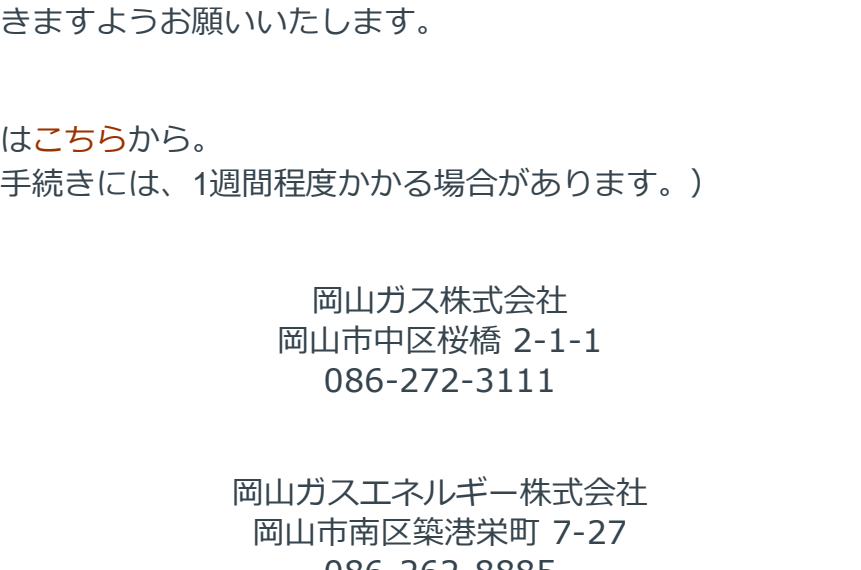 きますようお願いいたします。
はこちらから。
手続きには、1週間程度かかる場合があります。）
岡山ガス株式会社
岡山市中区桜橋 2-1-1
086-272-3111
岡山ガスエネルギー株式会社
岡山市南区築港栄町 7-27
086-263-8885